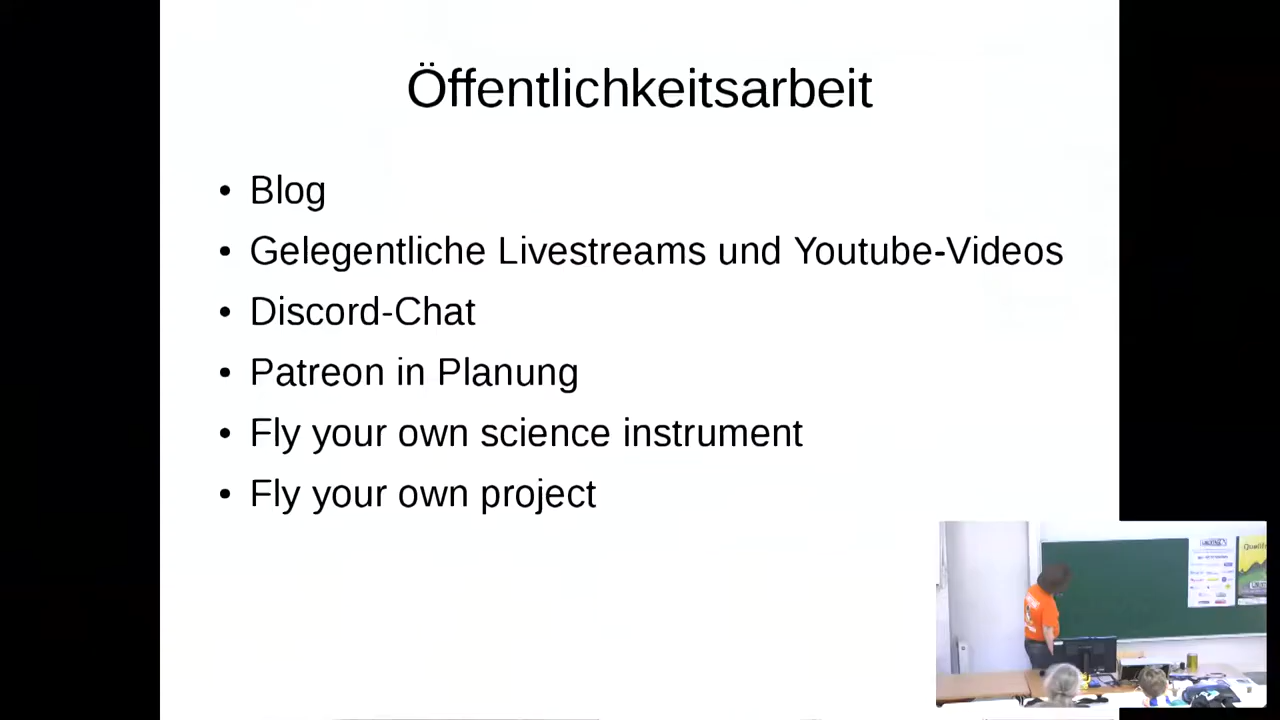 Öffentlichkeitsarbeit
• Blog
• Gelegentliche Livestreams und Youtube-Videos
• Discord-Chat
• Patreon in Planung
• Fly your own science instrument
• Fly your own project